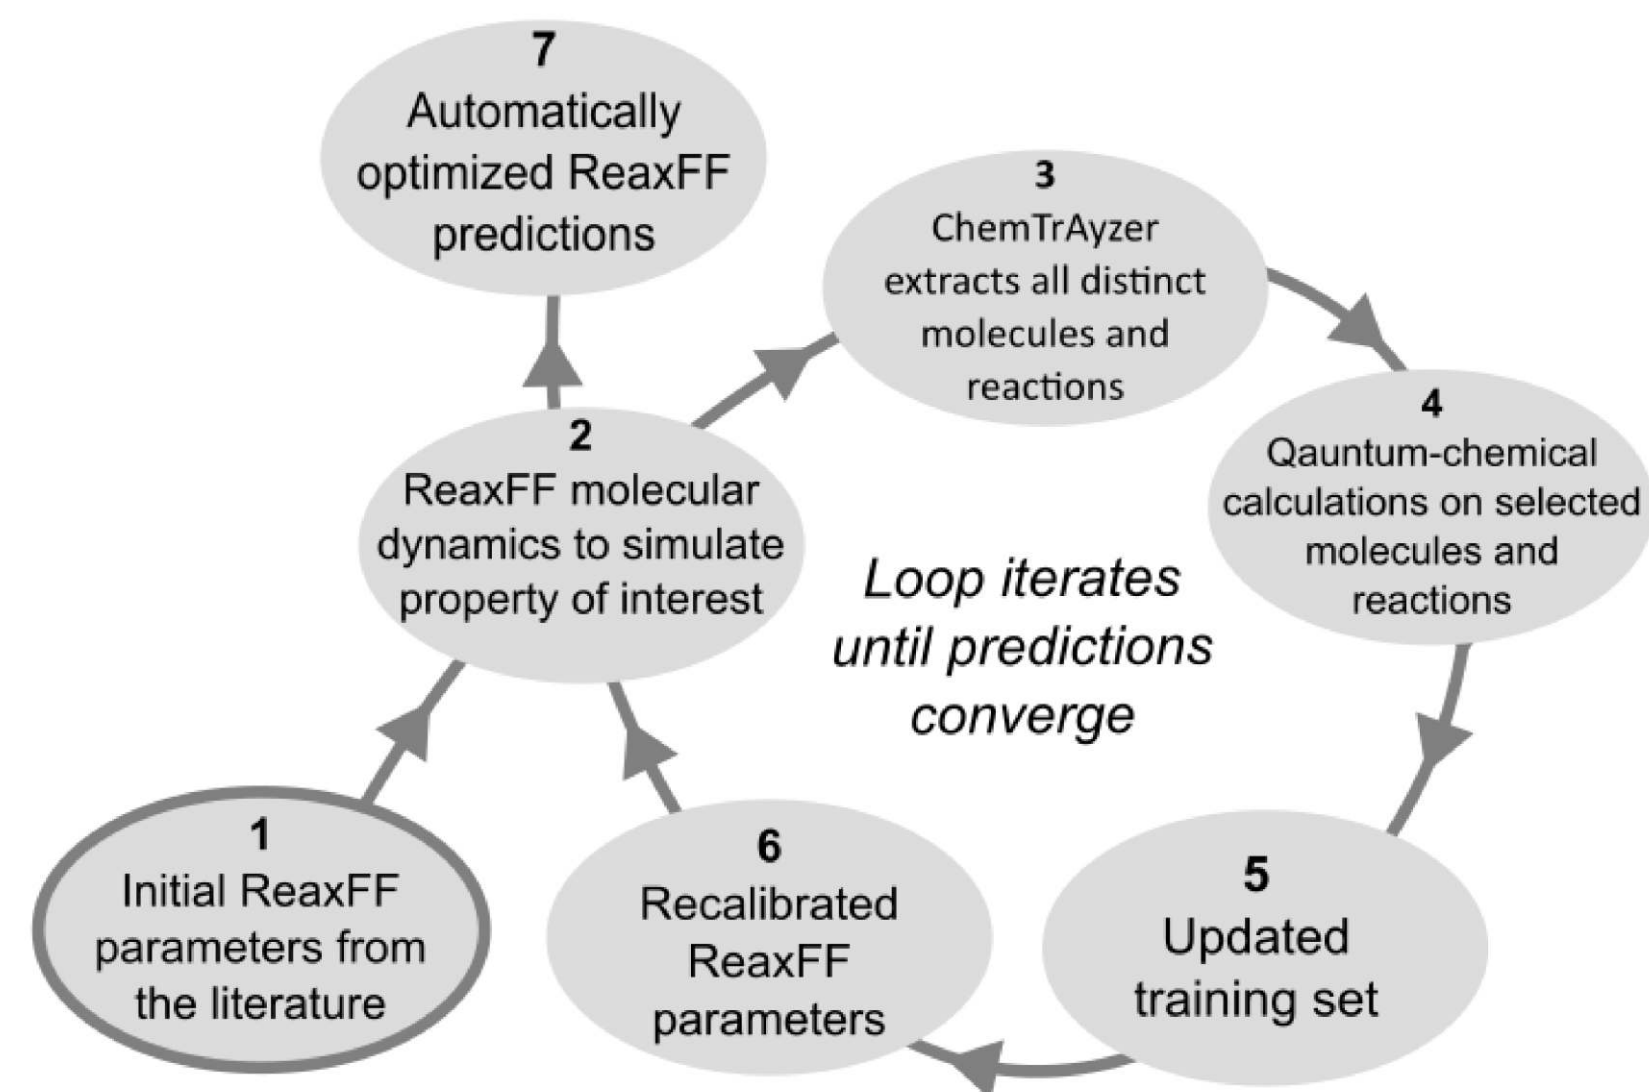 7
Automatically
optimized ReaxFF
predictions
3
ChemTrAyzer
extracts all distinct
molecules and
reactions
4
Qauntum-chemical
calculations on selected
molecules and
reactions
2
ReaxFF molecular
dynamics to simulate
property of interest
Loop iterates
until predictions
converge
1
Initial ReaxFF
parameters from
the literature
6
Recalibrated
ReaxFF
parameters
5
Updated
training set